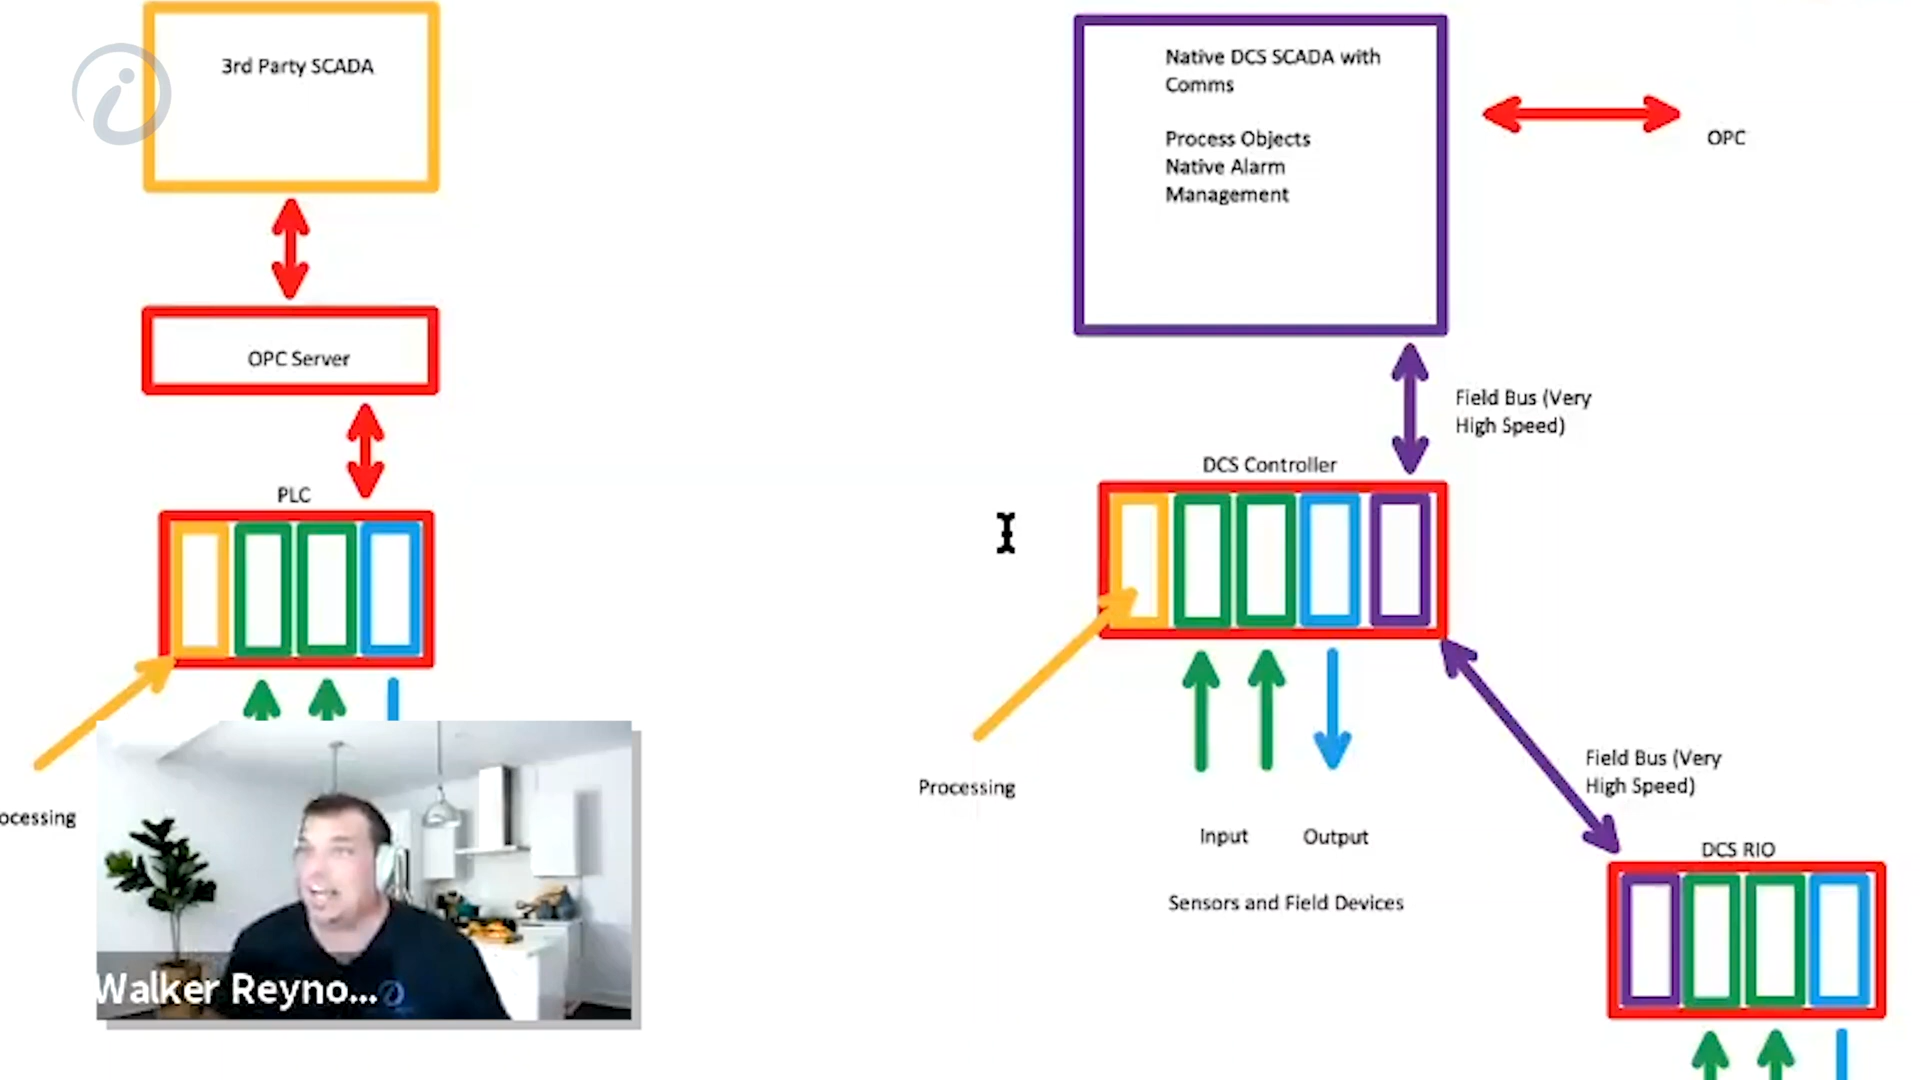 3rd Party SCADA
OPC Server
PLC
ocessing
Walker Reyno...
Native DCS SCADA with
Comms
Process Objects
Native Alarm
Management
OPC
Field Bus (Very
High Speed)
DCS Controller
Processing
Input
Output
Sensors and Field Devices
Field Bus (Very
High Speed)
DCS RIO